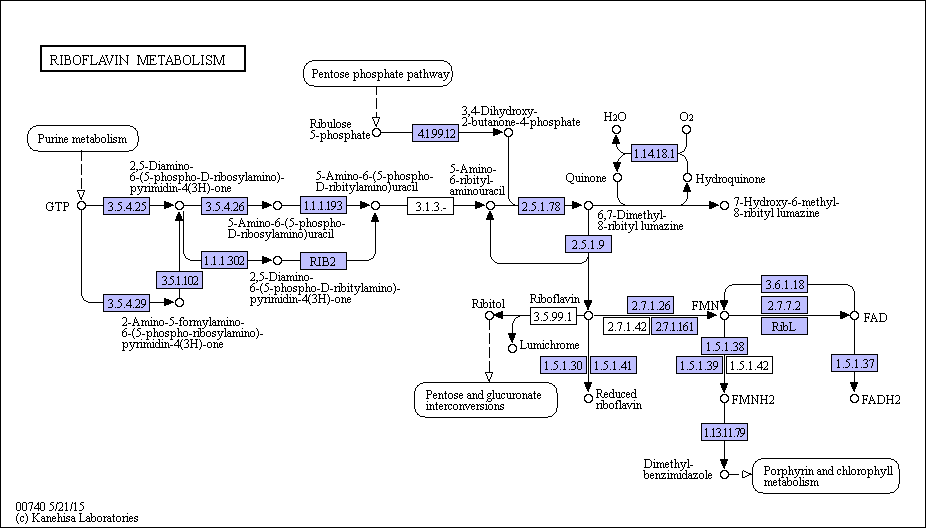 RIBOFLAVIN METABOLISM
Pentose phosphate pathway
3,4-Dihydroxy-
2-butanone-4-phosphate
Ribulose
5-phosphate
4.1.99.12
H2O
O2
Purine metabolism
1.14.18.1
2,5-Diamino-
6-(5-phospho-D-ribosylamino)-
pyrimidin-4(3H)-one
5-Amino-6-(5-phospho-
D-ribitylamino)uracil
5-Amino-
6-ribityl-
aminouracil
Quinone
Hydroquinone
GTP
3.5.4.25
3.5.4.26
1.1.1.193
3.1.3.-
2.5.1.78
7-Hydroxy-6-methyl-
8-ribityl lumazine
5-Amino-6-(5-phospho-
D-ribosylamino)uracil
6,7-Dimethyl-
8-ribityl lumazine
2.5.1.9
1.1.1.302
RIB2
3.5.1.102
2,5-Diamino-
6-(5-phospho-D-ribitylamino)-
pyrimidin-4(3H)-one
3.5.4.29
2-Amino-5-formylamino-
6-(5-phospho-ribosylamino)-
pyrimidin-4(3H)-one
3.6.1.18
Ribitol
Riboflavin
2.7.1.26
FMN
2.7.7.2
3.5.99.1
2.7.1.42
2.7.1.161
RibL
FAD
Lumichrome
1.5.1.38
1.5.1.30
1.5.1.41
1.5.1.39
1.5.1.42
1.5.1.37
Pentose and glucuronate
interconversions
Reduced
riboflavin
FMNH2
FADH2
1.13.11.79
Dimethyl-
benzimidazole
Porphyrin and chlorophyll
metabolism
00740 5/21/15
(c) Kanehisa Laboratories